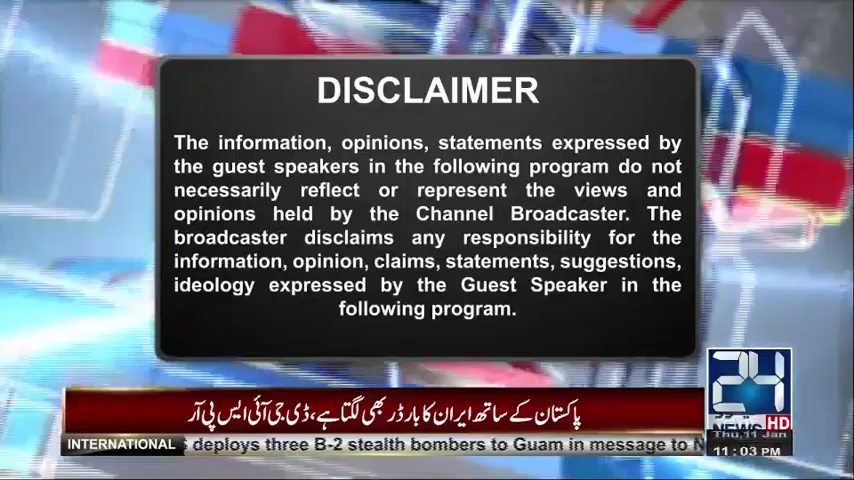 DISCLAIMER
The information, opinions, statements expressed by
the guest speakers in the following program do not
necessarily reflect or represent the views and
opinions held by the Channel Broadcaster. The
broadcaster disclaims any responsibility for the
information, opinion, claims, statements, suggestions,
ideology expressed by the Guest Speaker in the
following program.
24
NEWS HD
پاکستان کے ساتھ ایران کا بارڈر بھی لگتا ہے، ڈی جی آئی ایس پی آر
Thu, 11 Jan
INTERNATIONAL deploys three B-2 stealth bombers to Guam in message to
11:03 PM